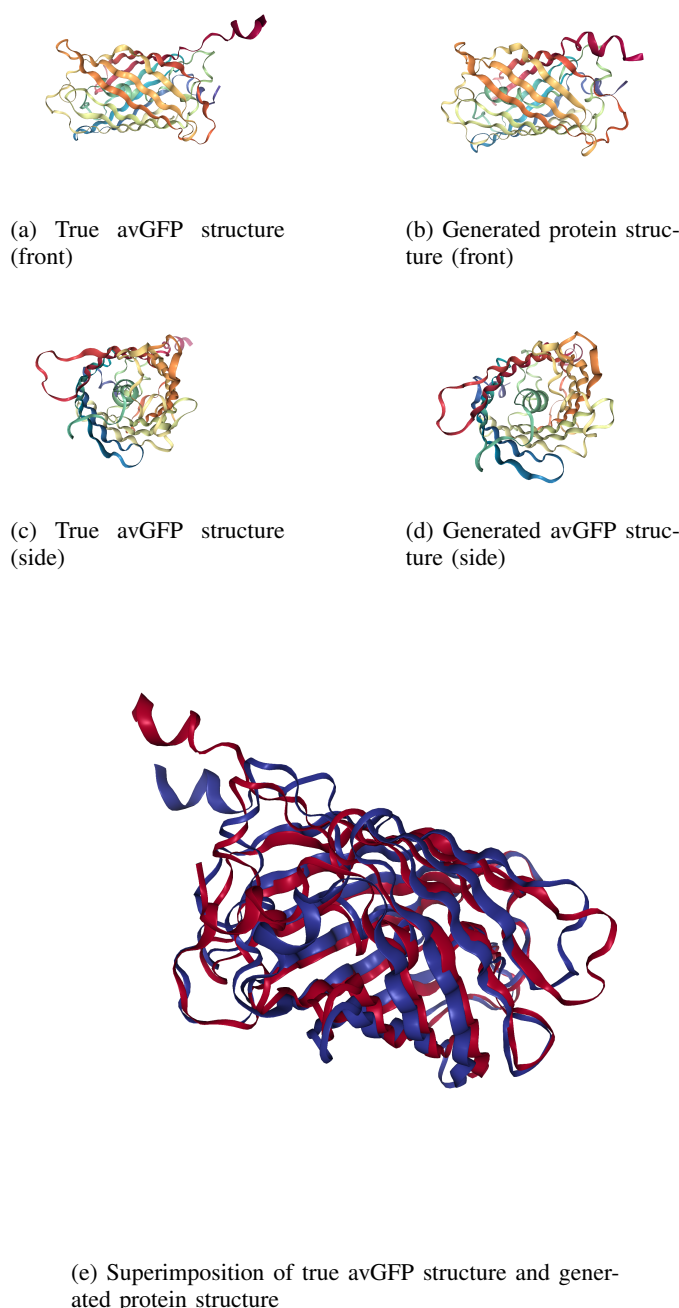 (a) True avGFP structure
(front)
(b) Generated protein struc-
ture (front)
(c) True avGFP structure
(side)
(d) Generated avGFP struc-
ture (side)
(e) Superimposition of true avGFP structure and gener-
ated protein structure